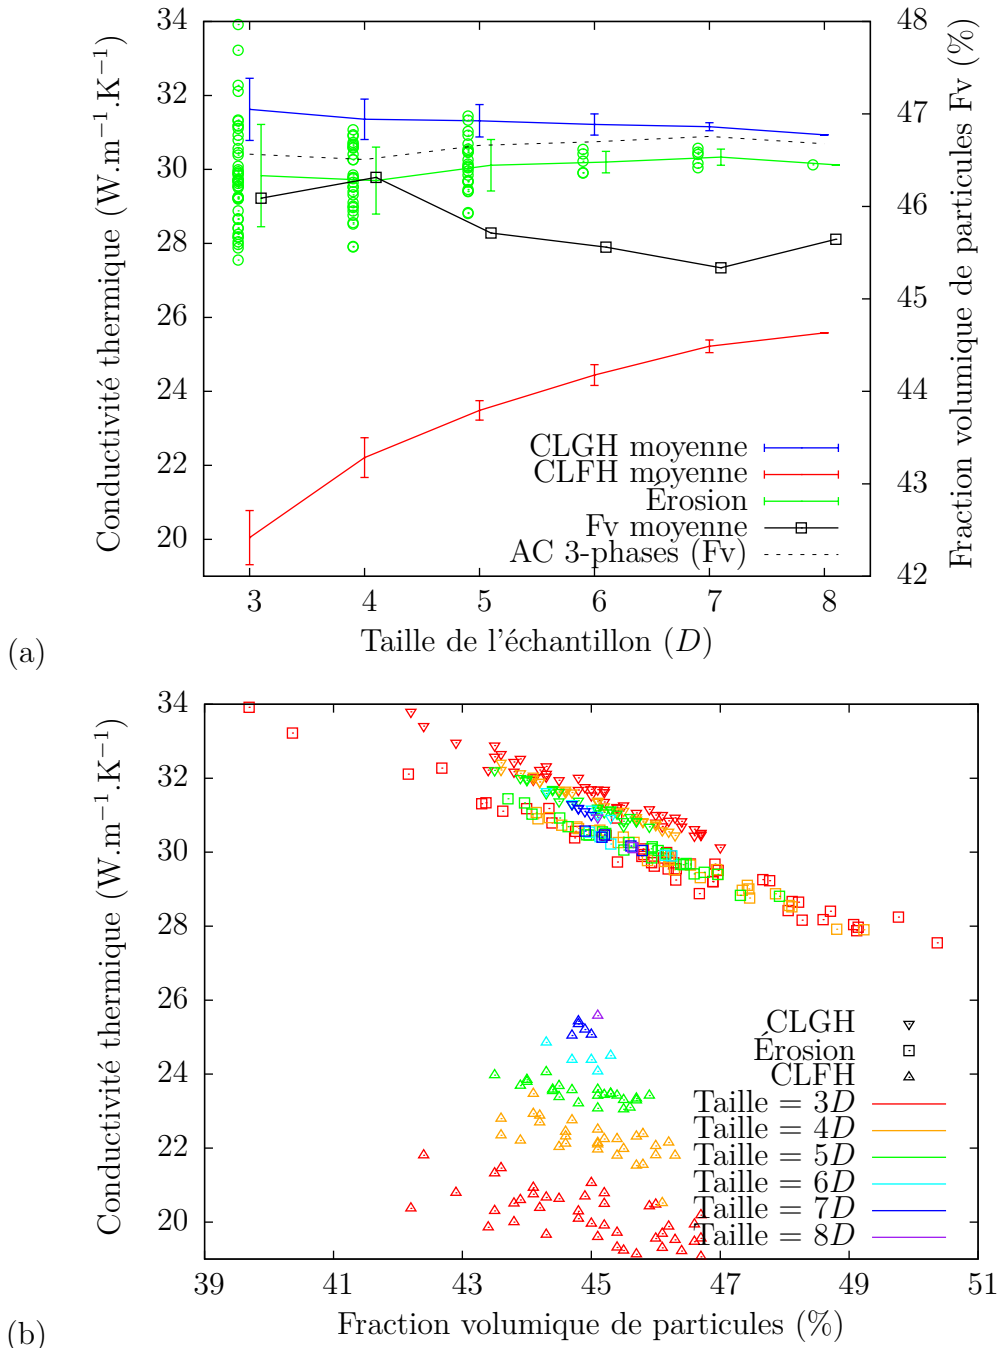 34
32
30
28
26
24
22
20
Conductivité thermique (W.m⁻¹.K⁻¹)
48
47
46
45
44
43
42
Fraction volumique de particules Fv (%)
CLGH moyenne
CLFH moyenne
Érosion
Fv moyenne
AC 3-phases (Fv)
3 4 5 6 7 8
Taille de l'échantillon (D)
(a)
34
32
30
28
26
24
22
20
Conductivité thermique (W.m⁻¹.K⁻¹)
CLGH
Érosion
CLFH
Taille = 3D
Taille = 4D
Taille = 5D
Taille = 6D
Taille = 7D
Taille = 8D
39 41 43 45 47 49 51
Fraction volumique de particules (%)
(b)